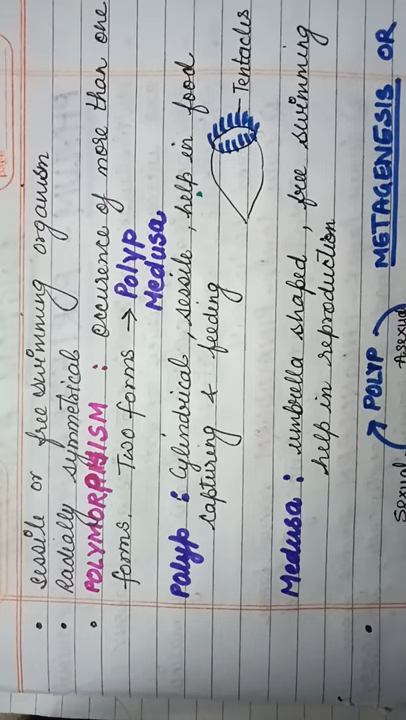 • sessile or free swimming organism
• Radially symmetrical
• POLYMORPHISM : occurence of more than one
forms. Two forms → Polyp
Medusa
Polyp : Cylindrical, sessile, help in food
capturing & feeding
Tentacles
Medusa : umbrella shaped, free swimming
help in reproduction
• POLYP METAGENESIS OR
Sexual Asexual